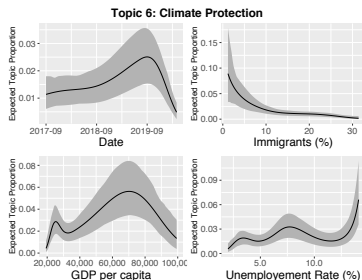 Topic 6: Climate Protection
Expected Topic Proportion
0.03
0.02
0.01
2017-09 2018-09 2019-09
Date
Expected Topic Proportion
0.15
0.10
0.05
0.00
10 20 30
Immigrants (%)
Expected Topic Proportion
0.08
0.06
0.04
0.02
0.00
20,000 40,000 60,000 80,000 100,00
GDP per capita
Expected Topic Proportion
0.09
0.06
0.03
0.00
5.0 10.0
Unemployement Rate (%)